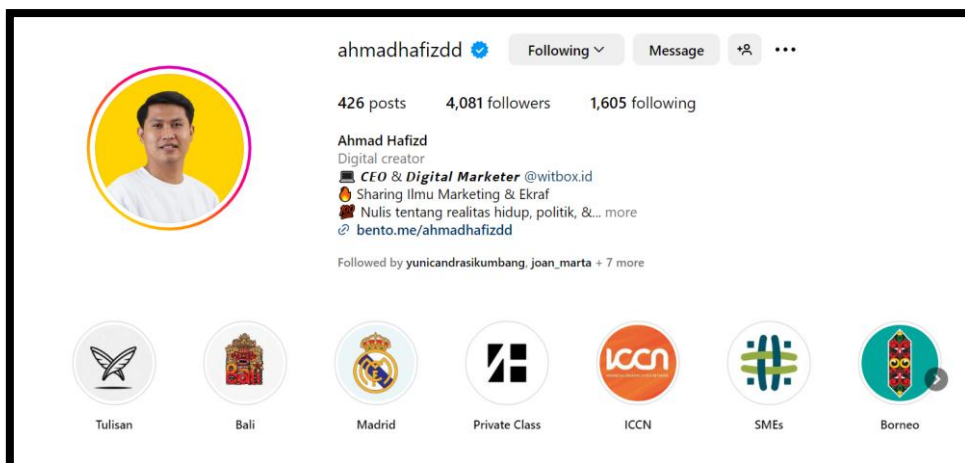 ahmadhafizdd Following Message
426 posts 4,081 followers 1,605 following
Ahmad Hafizd
Digital creator
💻 CEO & Digital Marketer @witbox.id
🔥 Sharing Ilmu Marketing & Ekraf
💯 Nulis tentang realitas hidup, politik, &... more
bento.me/ahmadhafizdd
Followed by yunicandrasikumbang, joan_marta + 7 more
Bali
ICCN
Tulisan Bali Madrid Private Class ICCN SMEs Borneo